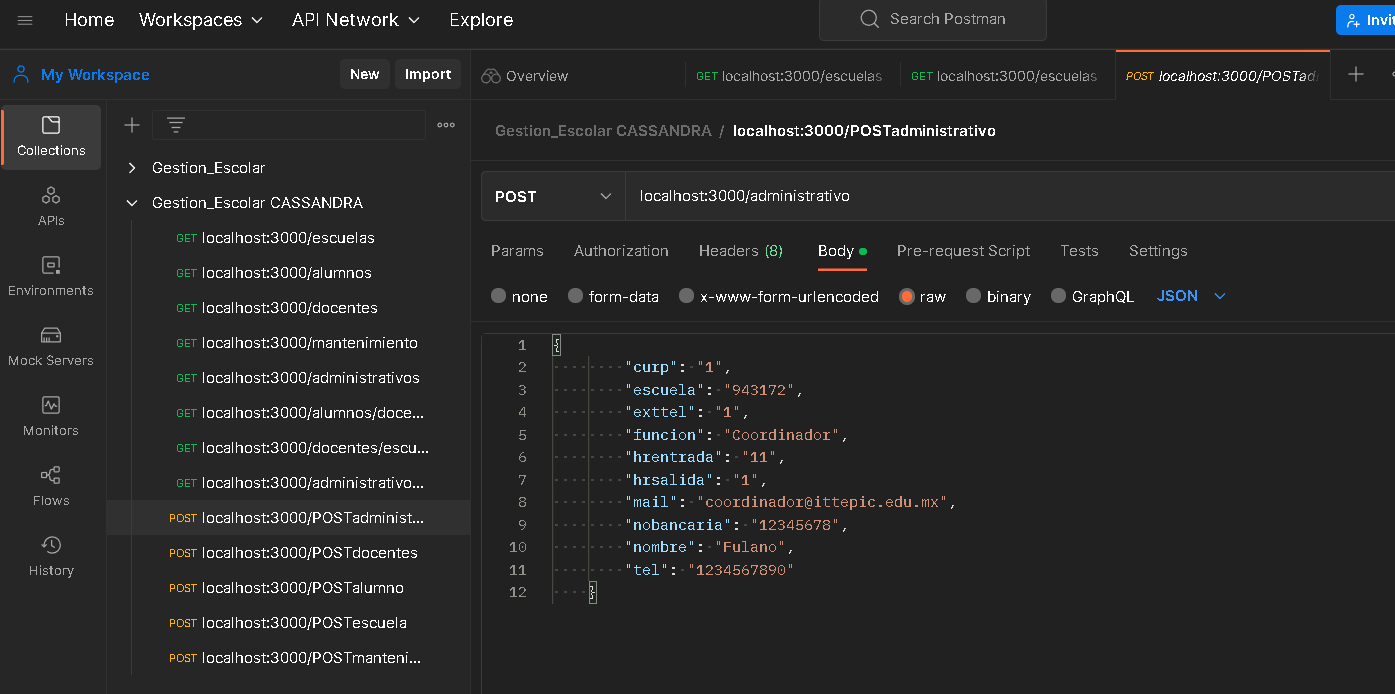 Home Workspaces API Network Explore Search Postman Invit
My Workspace New Import Overview GET localhost:3000/escuelas GET localhost:3000/escuelas POST localhost:3000/POSTad
Collections
APIs
Environments
Mock Servers
Monitors
Flows
History
Gestion_Escolar
Gestion_Escolar CASSANDRA
GET localhost:3000/escuelas
GET localhost:3000/alumnos
GET localhost:3000/docentes
GET localhost:3000/mantenimiento
GET localhost:3000/administrativos
GET localhost:3000/alumnos/doce...
GET localhost:3000/docentes/escu...
GET localhost:3000/administrativo...
POST localhost:3000/POSTadminist...
POST localhost:3000/POSTdocentes
POST localhost:3000/POSTalumno
POST localhost:3000/POSTescuela
POST localhost:3000/POSTmanteni...
Gestion_Escolar CASSANDRA / localhost:3000/POSTadministrativo
POST localhost:3000/administrativo
Params Authorization Headers (8) Body Pre-request Script Tests Settings
none form-data x-www-form-urlencoded raw binary GraphQL JSON
1 {
2 "curp": "1",
3 "escuela": "943172",
4 "exttel": "1",
5 "funcion": "Coordinador",
6 "hrentrada": "11",
7 "hrsalida": "1",
8 "mail": "coordinador@ittepic.edu.mx",
9 "nobancaria": "12345678",
10 "nombre": "Fulano",
11 "tel": "1234567890"
12 }